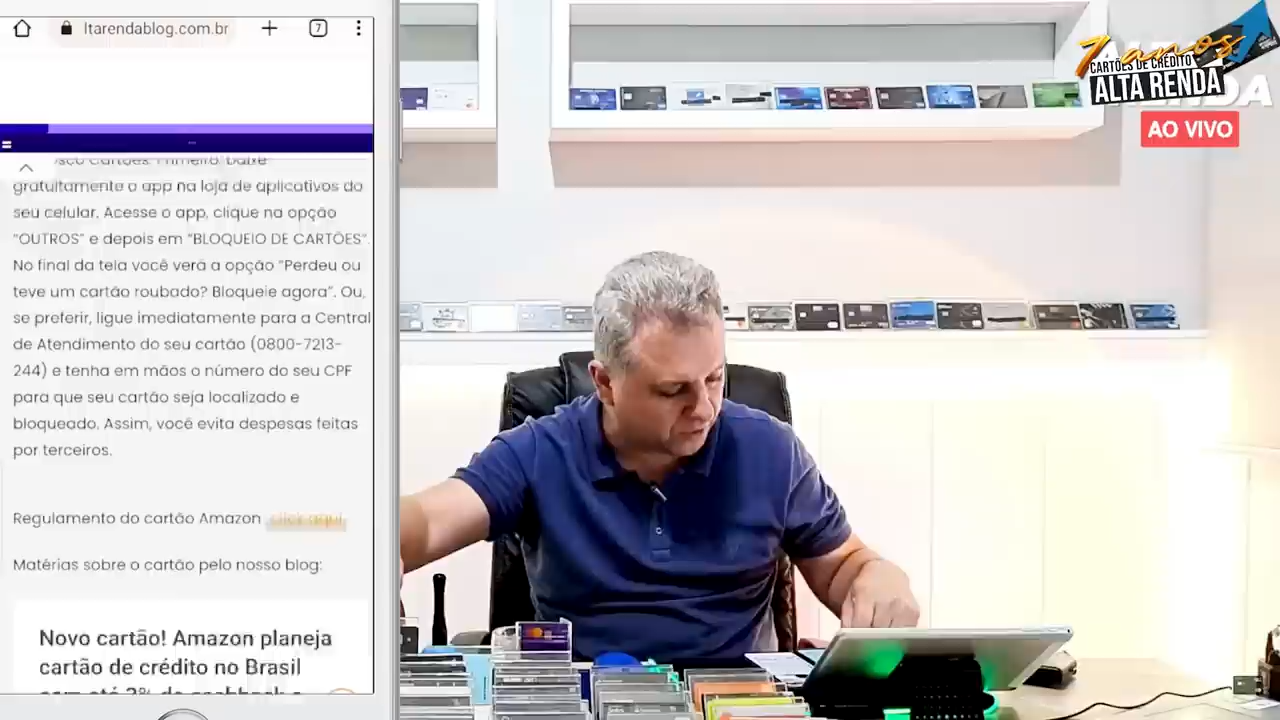 ltarendablog.com.br
7
gratuitamente o app na loja de aplicativos do
seu celular. Acesse o app, clique na opção
“OUTROS” e depois em “BLOQUEIO DE CARTÕES”.
No final da tela você verá a opção “Perdeu ou
teve um cartão roubado? Bloqueie agora”. Ou,
se preferir, ligue imediatamente para a Central
de Atendimento do seu cartão (0800-7213-
244) e tenha em mãos o número do seu CPF
para que seu cartão seja localizado e
bloqueado. Assim, você evita despesas feitas
por terceiros.
Regulamento do cartão Amazon click aqui
Matérias sobre o cartão pelo nosso blog:
Novo cartão! Amazon planeja
cartão de crédito no Brasil
7 anos
CARTÕES DE CRÉDITO
ALTA RENDA
AO VIVO